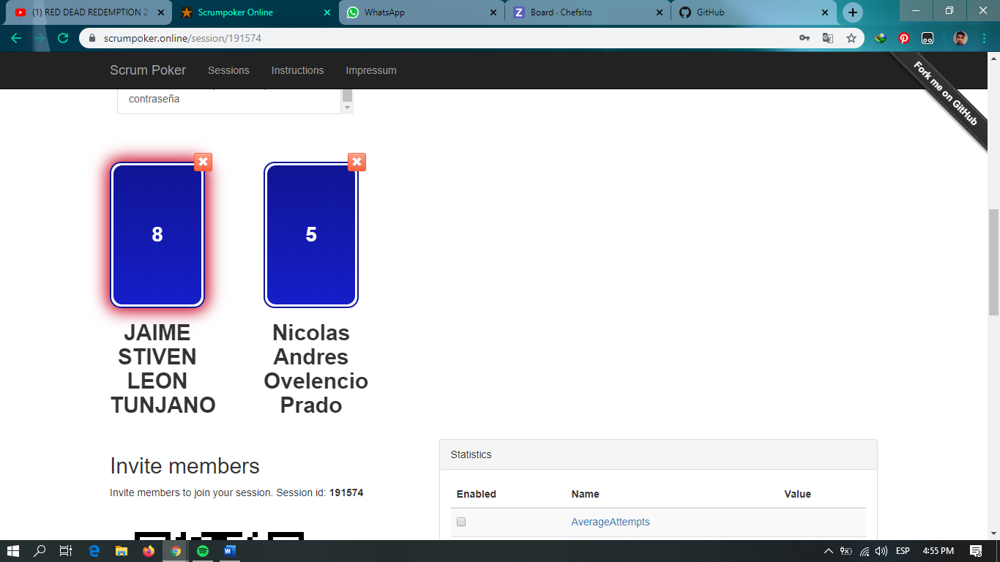 (1) RED DEAD REDEMPTION 2
Scrumpoker Online
WhatsApp
Board · Chefsito
GitHub
scrumpoker.online/session/191574
Scrum Poker
Sessions
Instructions
Impressum
Fork me on GitHub
contraseña
8
5
JAIME
STIVEN
LEON
TUNJANO
Nicolas
Andres
Ovelencio
Prado
Invite members
Invite members to join your session. Session id: 191574
Statistics
Enabled
Name
Value
AverageAttempts
ESP
4:55 PM